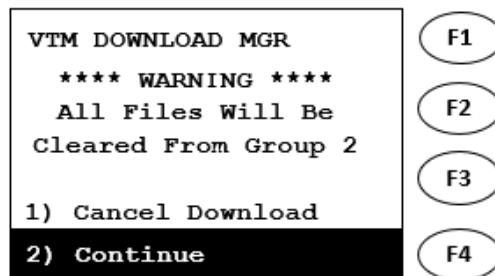 VTM DOWNLOAD MGR
**** WARNING ****
All Files Will Be
Cleared From Group 2
1) Cancel Download
2) Continue
F1
F2
F3
F4